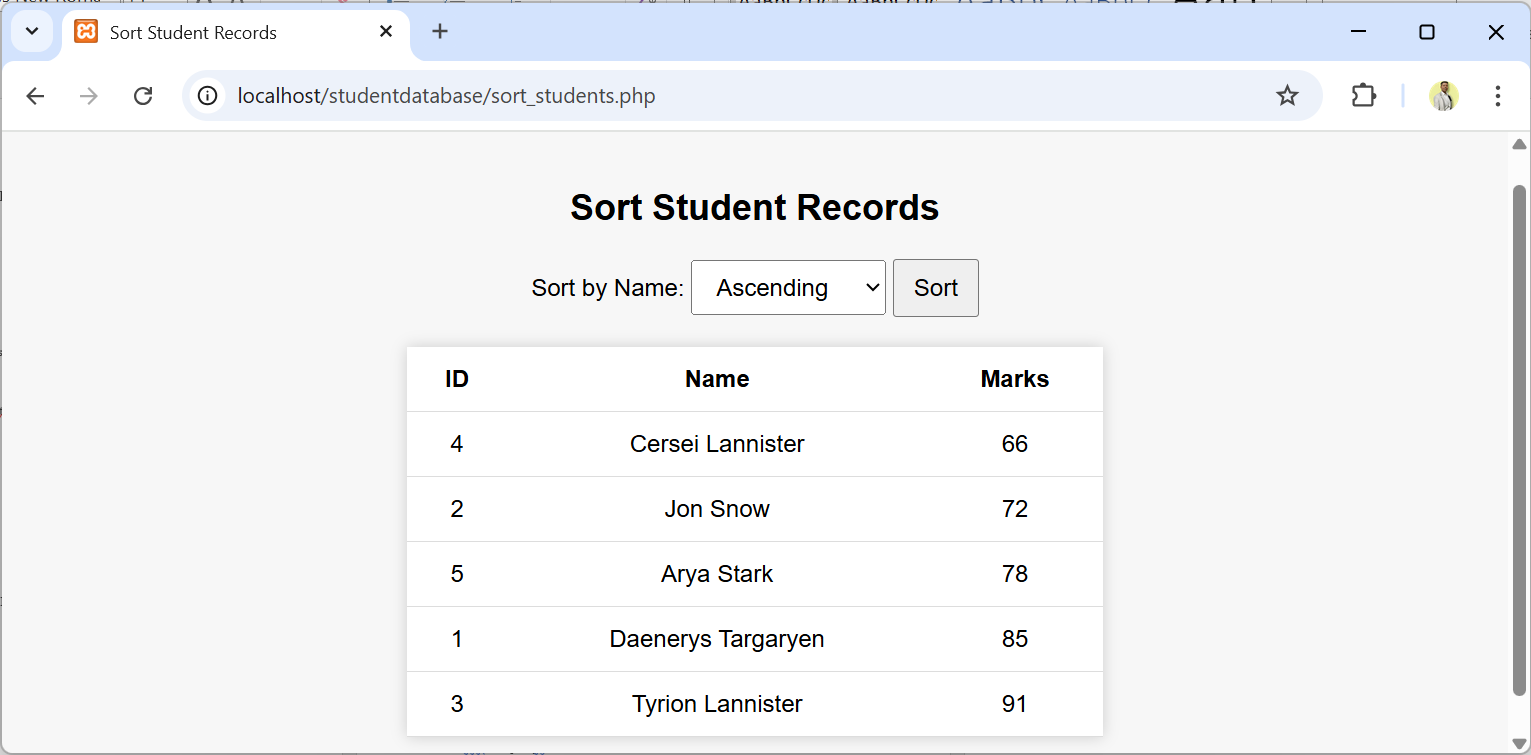 Sort Student Records
localhost/studentdatabase/sort_students.php
Sort Student Records
Sort by Name: Ascending Sort
ID Name Marks
4 Cersei Lannister 66
2 Jon Snow 72
5 Arya Stark 78
1 Daenerys Targaryen 85
3 Tyrion Lannister 91